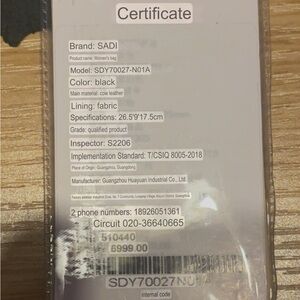 Certificate
Brand: SADI
Product name: Women's bag
Model: SDY70027-N01A
Color: black
Main material: cow leather
Lining: fabric
Specifications: 26.5*9*17.5cm
Grade: qualified product
Inspector: S2206
Implementation Standard: T/CSIQ 8005-2018
Place of Origin: Guangzhou, Guangdong
Manufacturer: Guangzhou Huayuan Industrial Co., Ltd.
2 phone numbers: 18926051361
Circuit 020-36640665
510440
6999.00
SDY70027N0
internal code